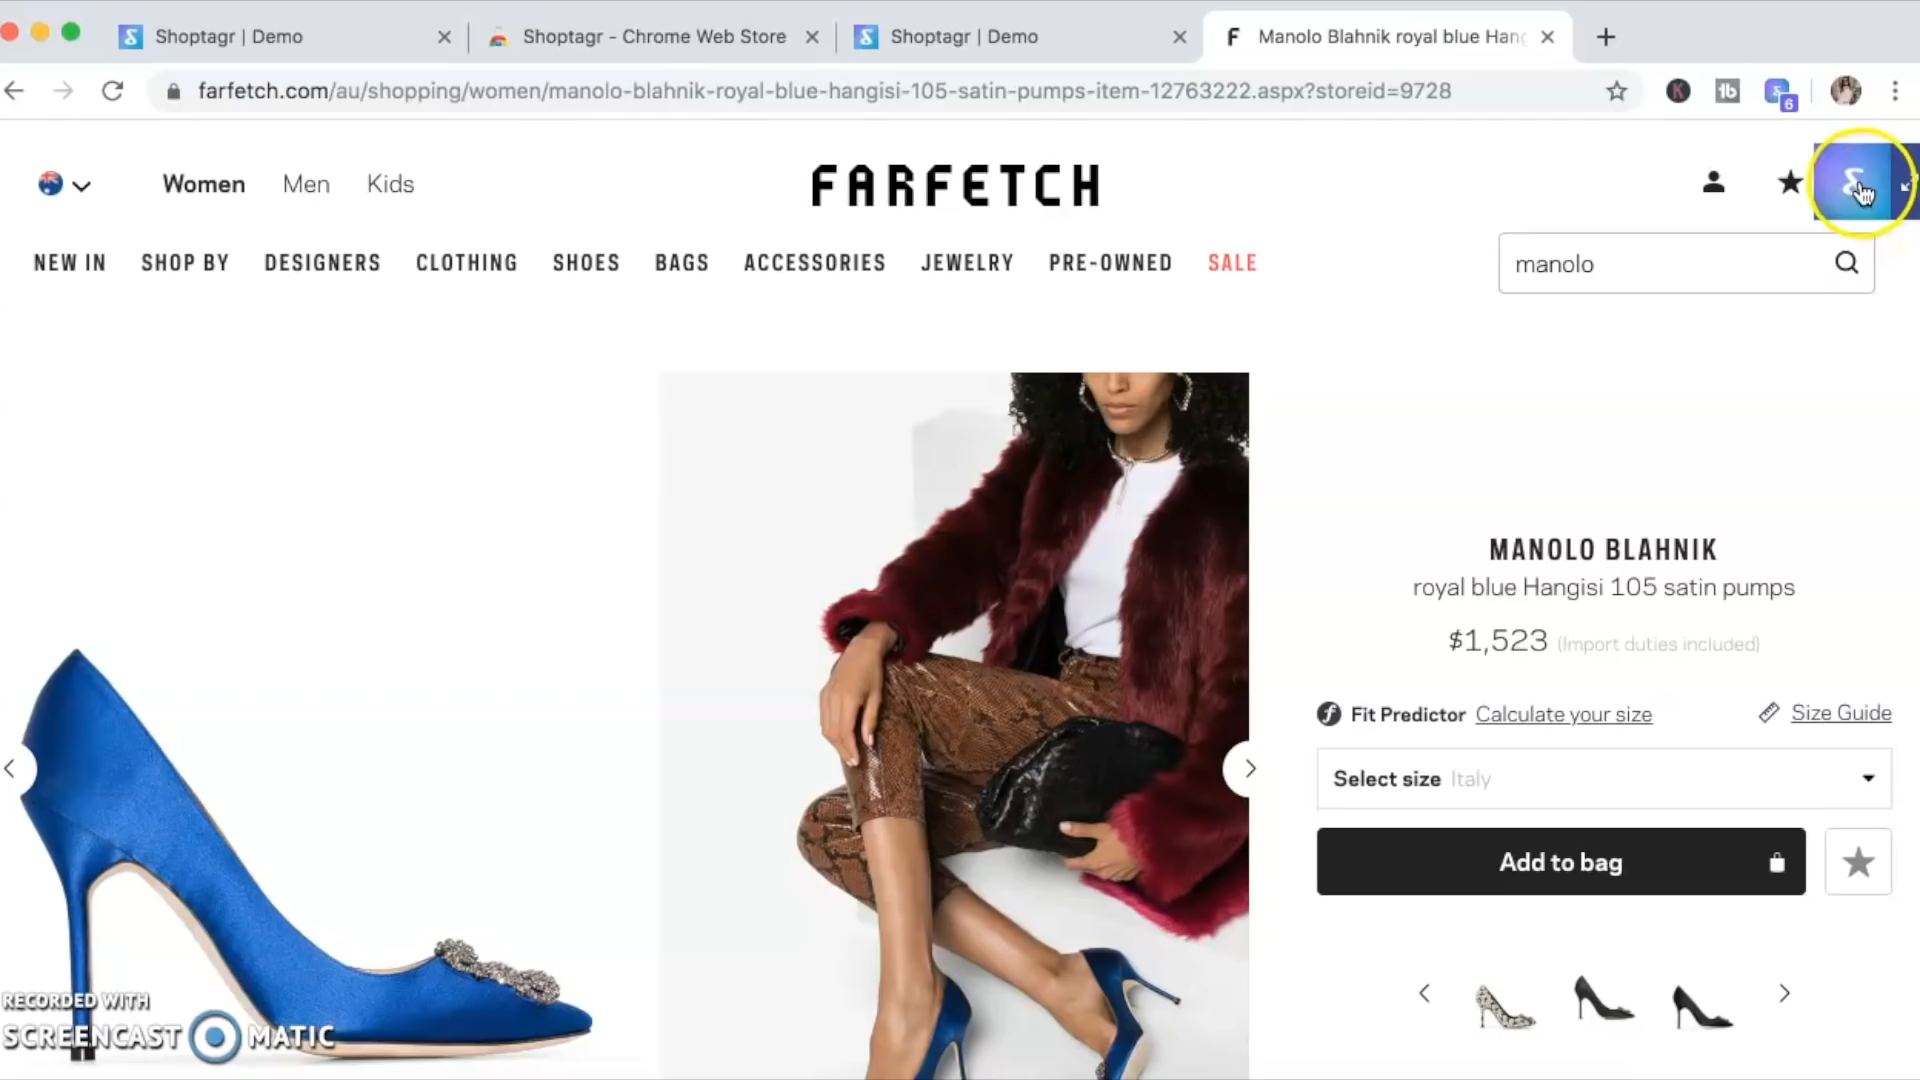 Shoptagr | Demo
Shoptagr - Chrome Web Store
Shoptagr | Demo
F Manolo Blahnik royal blue Hang
farfetch.com/au/shopping/women/manolo-blahnik-royal-blue-hangisi-105-satin-pumps-item-12763222.aspx?storeid=9728
K
tb
6
Women Men Kids
FARFETCH
NEW IN SHOP BY DESIGNERS CLOTHING SHOES BAGS ACCESSORIES JEWELRY PRE-OWNED SALE
manolo
MANOLO BLAHNIK
royal blue Hangisi 105 satin pumps
$1,523 (Import duties included)
Fit Predictor Calculate your size
Size Guide
Select size Italy
Add to bag
RECORDED WITH
SCREENCAST MATIC